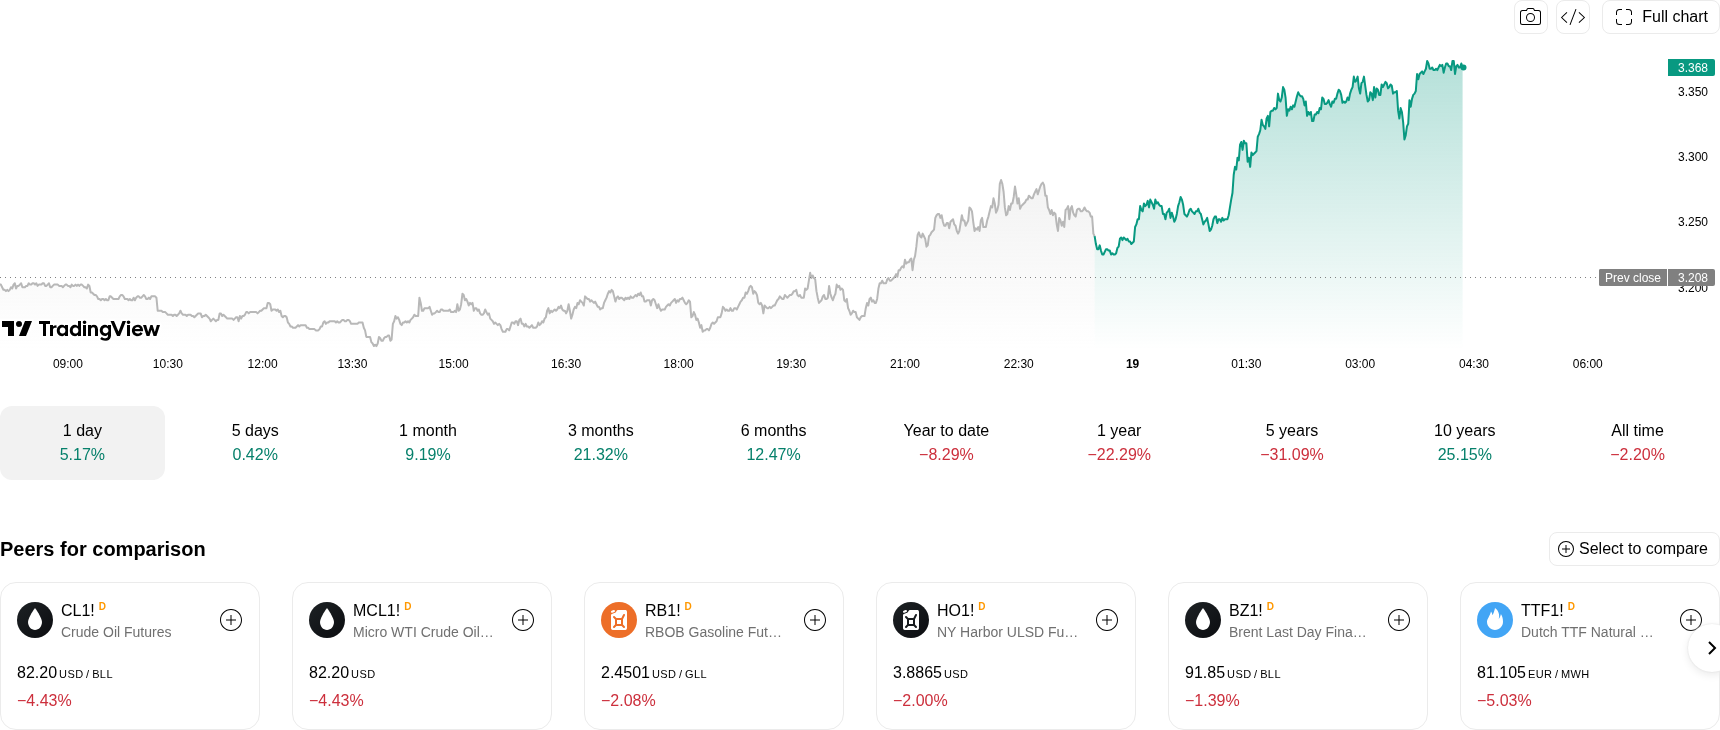 Full chart
3.368
3.350
3.300
3.250
Prev close 3.208
3.200
TradingView
09:00 10:30 12:00 13:30 15:00 16:30 18:00 19:30 21:00 22:30 19 01:30 03:00 04:30 06:00
1 day 5 days 1 month 3 months 6 months Year to date 1 year 5 years 10 years All time
5.17% 0.42% 9.19% 21.32% 12.47% −8.29% −22.29% −31.09% 25.15% −2.20%
Peers for comparison
Select to compare
CL1! D
Crude Oil Futures
82.20 USD / BLL
−4.43%
MCL1! D
Micro WTI Crude Oil…
82.20 USD
−4.43%
RB1! D
RBOB Gasoline Fut…
2.4501 USD / GLL
−2.08%
HO1! D
NY Harbor ULSD Fu…
3.8865 USD
−2.00%
BZ1! D
Brent Last Day Fina…
91.85 USD / BLL
−1.39%
TTF1! D
Dutch TTF Natural …
81.105 EUR / MWH
−5.03%